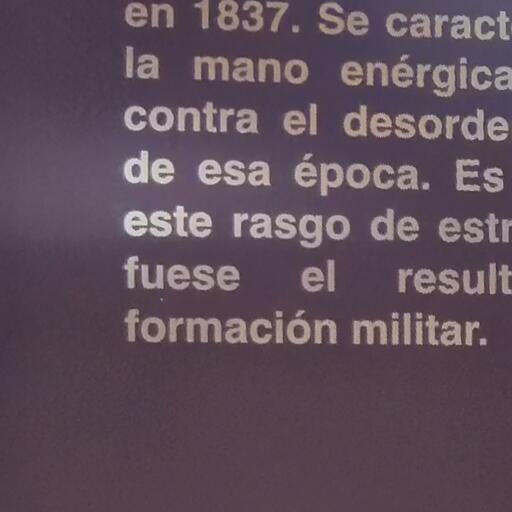 en 1837. Se caract
la mano enérgica
contra el desorde
de esa época. Es
este rasgo de estr
fuese el result
formación militar.